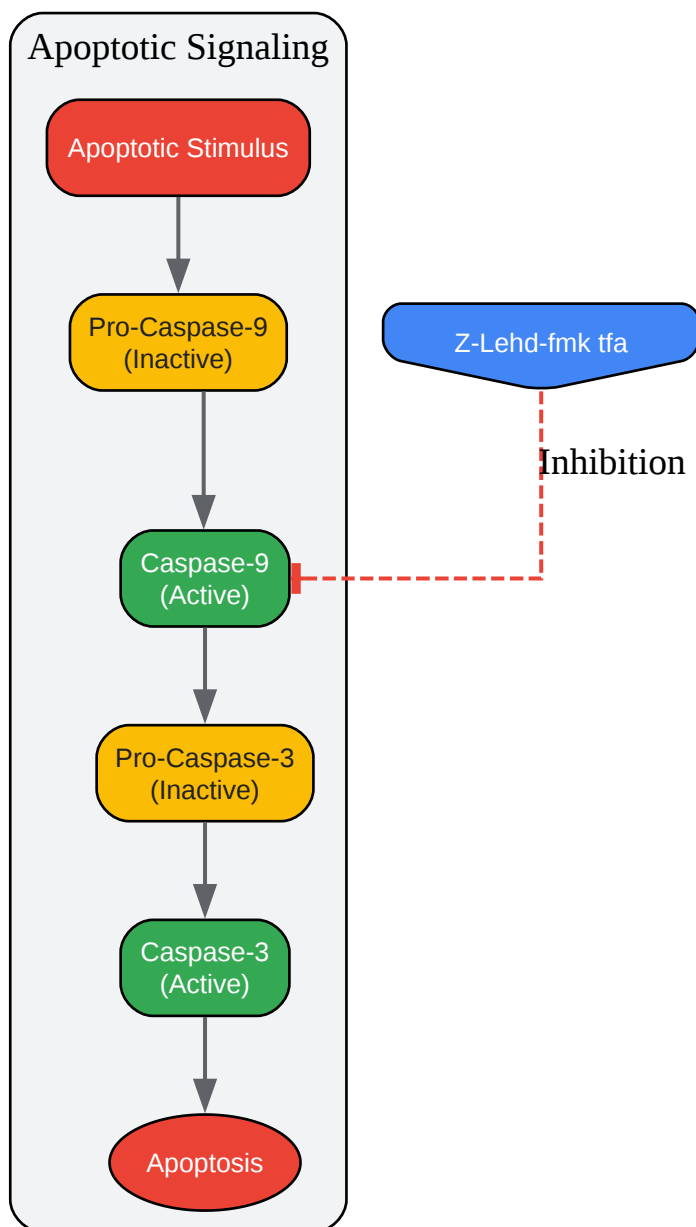 Apoptotic Signaling
Apoptotic Stimulus
Pro-Caspase-9
(Inactive)
Z-Lehd-fmk tfa
Inhibition
Caspase-9
(Active)
Pro-Caspase-3
(Inactive)
Caspase-3
(Active)
Apoptosis